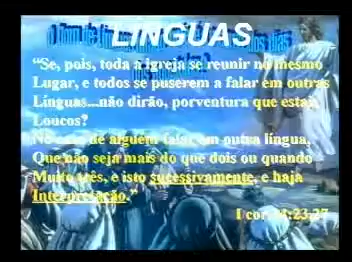 LINGUAS
O Dom de
"Se, pois, toda a igreja se reunir no mesmo
Lugar, e todos se puserem a falar em outras
Línguas...não dirão, porventura que estais
Loucos?
No caso de alguém falar em outra língua,
Que não seja mais do que dois ou quando
Muito três, e isto sucessivamente, e haja
Interpretação."
I cor.14:23,27